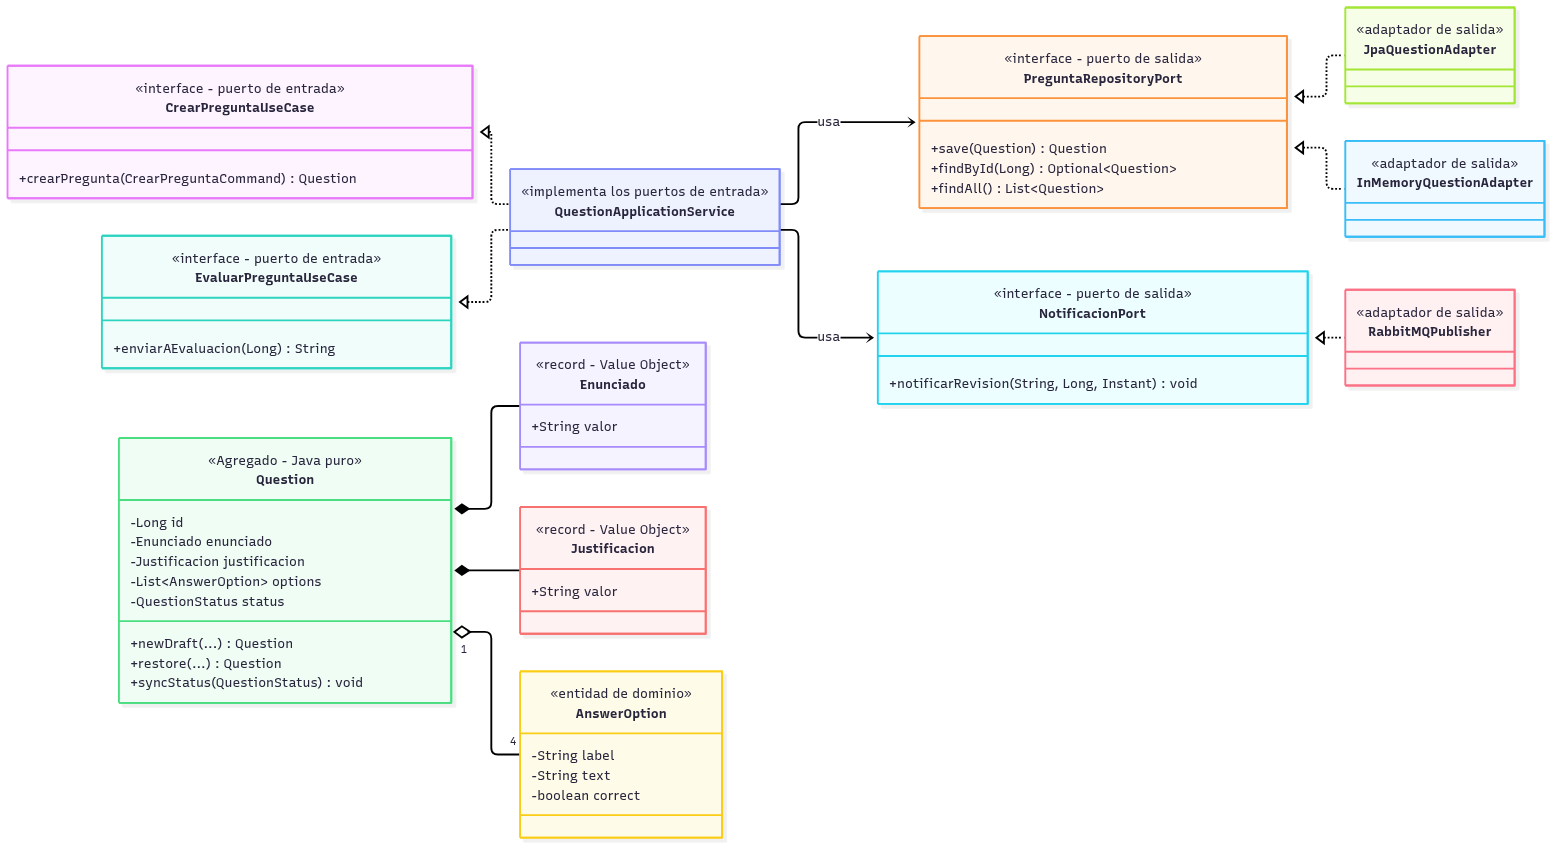 «interface - puerto de entrada»
CrearPreguntaUseCase
+crearPregunta(CrearPreguntaCommand) : Question
«interface - puerto de entrada»
EvaluarPreguntaUseCase
+enviarAEvaluacion(Long) : String
«implementa los puertos de entrada»
QuestionApplicationService
usa
usa
«interface - puerto de salida»
PreguntaRepositoryPort
+save(Question) : Question
+findById(Long) : Optional<Question>
+findAll() : List<Question>
«interface - puerto de salida»
NotificacionPort
+notificarRevision(String, Long, Instant) : void
«adaptador de salida»
JpaQuestionAdapter
«adaptador de salida»
InMemoryQuestionAdapter
«adaptador de salida»
RabbitMQPublisher
«Agregado - Java puro»
Question
-Long id
-Enunciado enunciado
-Justificacion justificacion
-List<AnswerOption> options
-QuestionStatus status
+newDraft(...) : Question
+restore(...) : Question
+syncStatus(QuestionStatus) : void
1
4
«record - Value Object»
Enunciado
+String valor
«record - Value Object»
Justificacion
+String valor
«entidad de dominio»
AnswerOption
-String label
-String text
-boolean correct